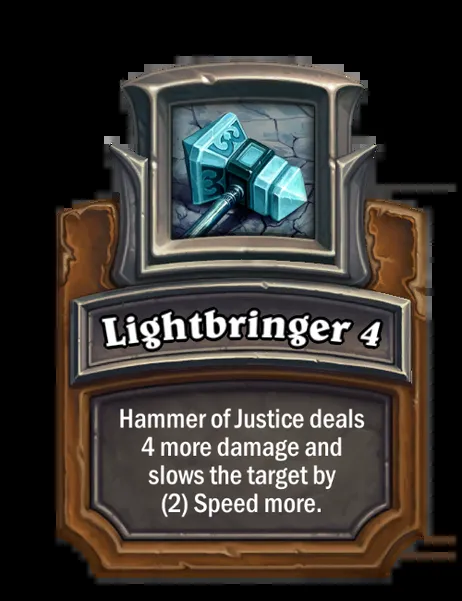 Lightbringer 4
Hammer of Justice deals
4 more damage and
slows the target by
(2) Speed more.